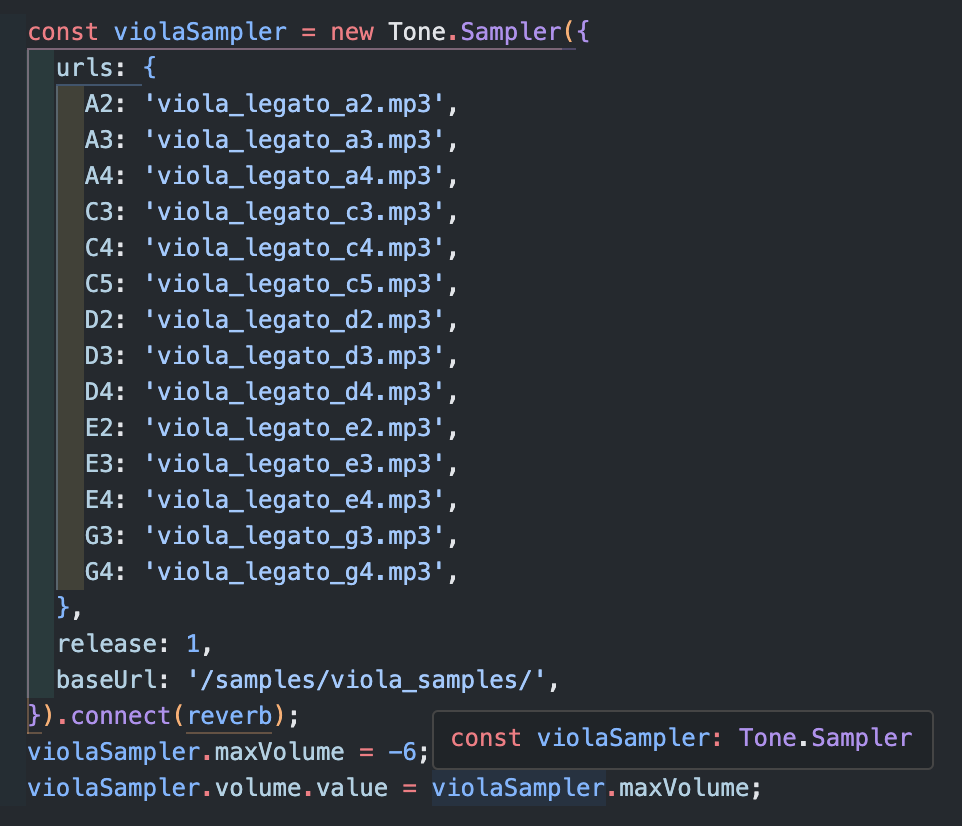 const violaSampler = new Tone.Sampler({
urls: {
A2: 'viola_legato_a2.mp3',
A3: 'viola_legato_a3.mp3',
A4: 'viola_legato_a4.mp3',
C3: 'viola_legato_c3.mp3',
C4: 'viola_legato_c4.mp3',
C5: 'viola_legato_c5.mp3',
D2: 'viola_legato_d2.mp3',
D3: 'viola_legato_d3.mp3',
D4: 'viola_legato_d4.mp3',
E2: 'viola_legato_e2.mp3',
E3: 'viola_legato_e3.mp3',
E4: 'viola_legato_e4.mp3',
G3: 'viola_legato_g3.mp3',
G4: 'viola_legato_g4.mp3',
},
release: 1,
baseUrl: '/samples/viola_samples/',
}).connect(reverb);
const violaSampler: Tone.Sampler
violaSampler.maxVolume = -6;
violaSampler.volume.value = violaSampler.maxVolume;